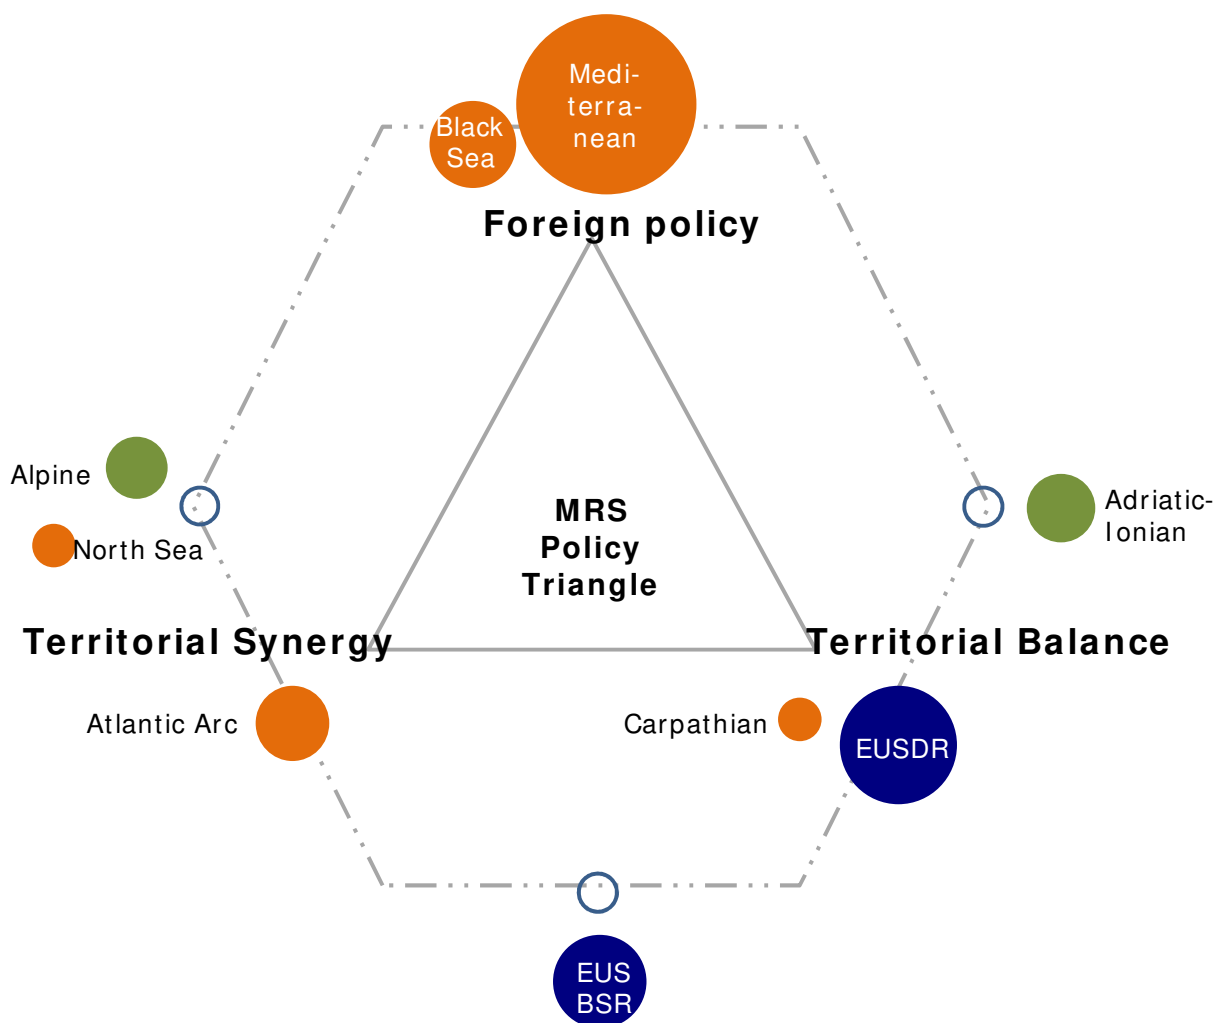 Medi-
terra-
nean
Black
Sea
Foreign policy
Alpine
North Sea
MRS
Policy
Triangle
Adriatic-
Ionian
Territorial Synergy
Territorial Balance
Atlantic Arc
Carpathian
EUSDR
EUS
BSR